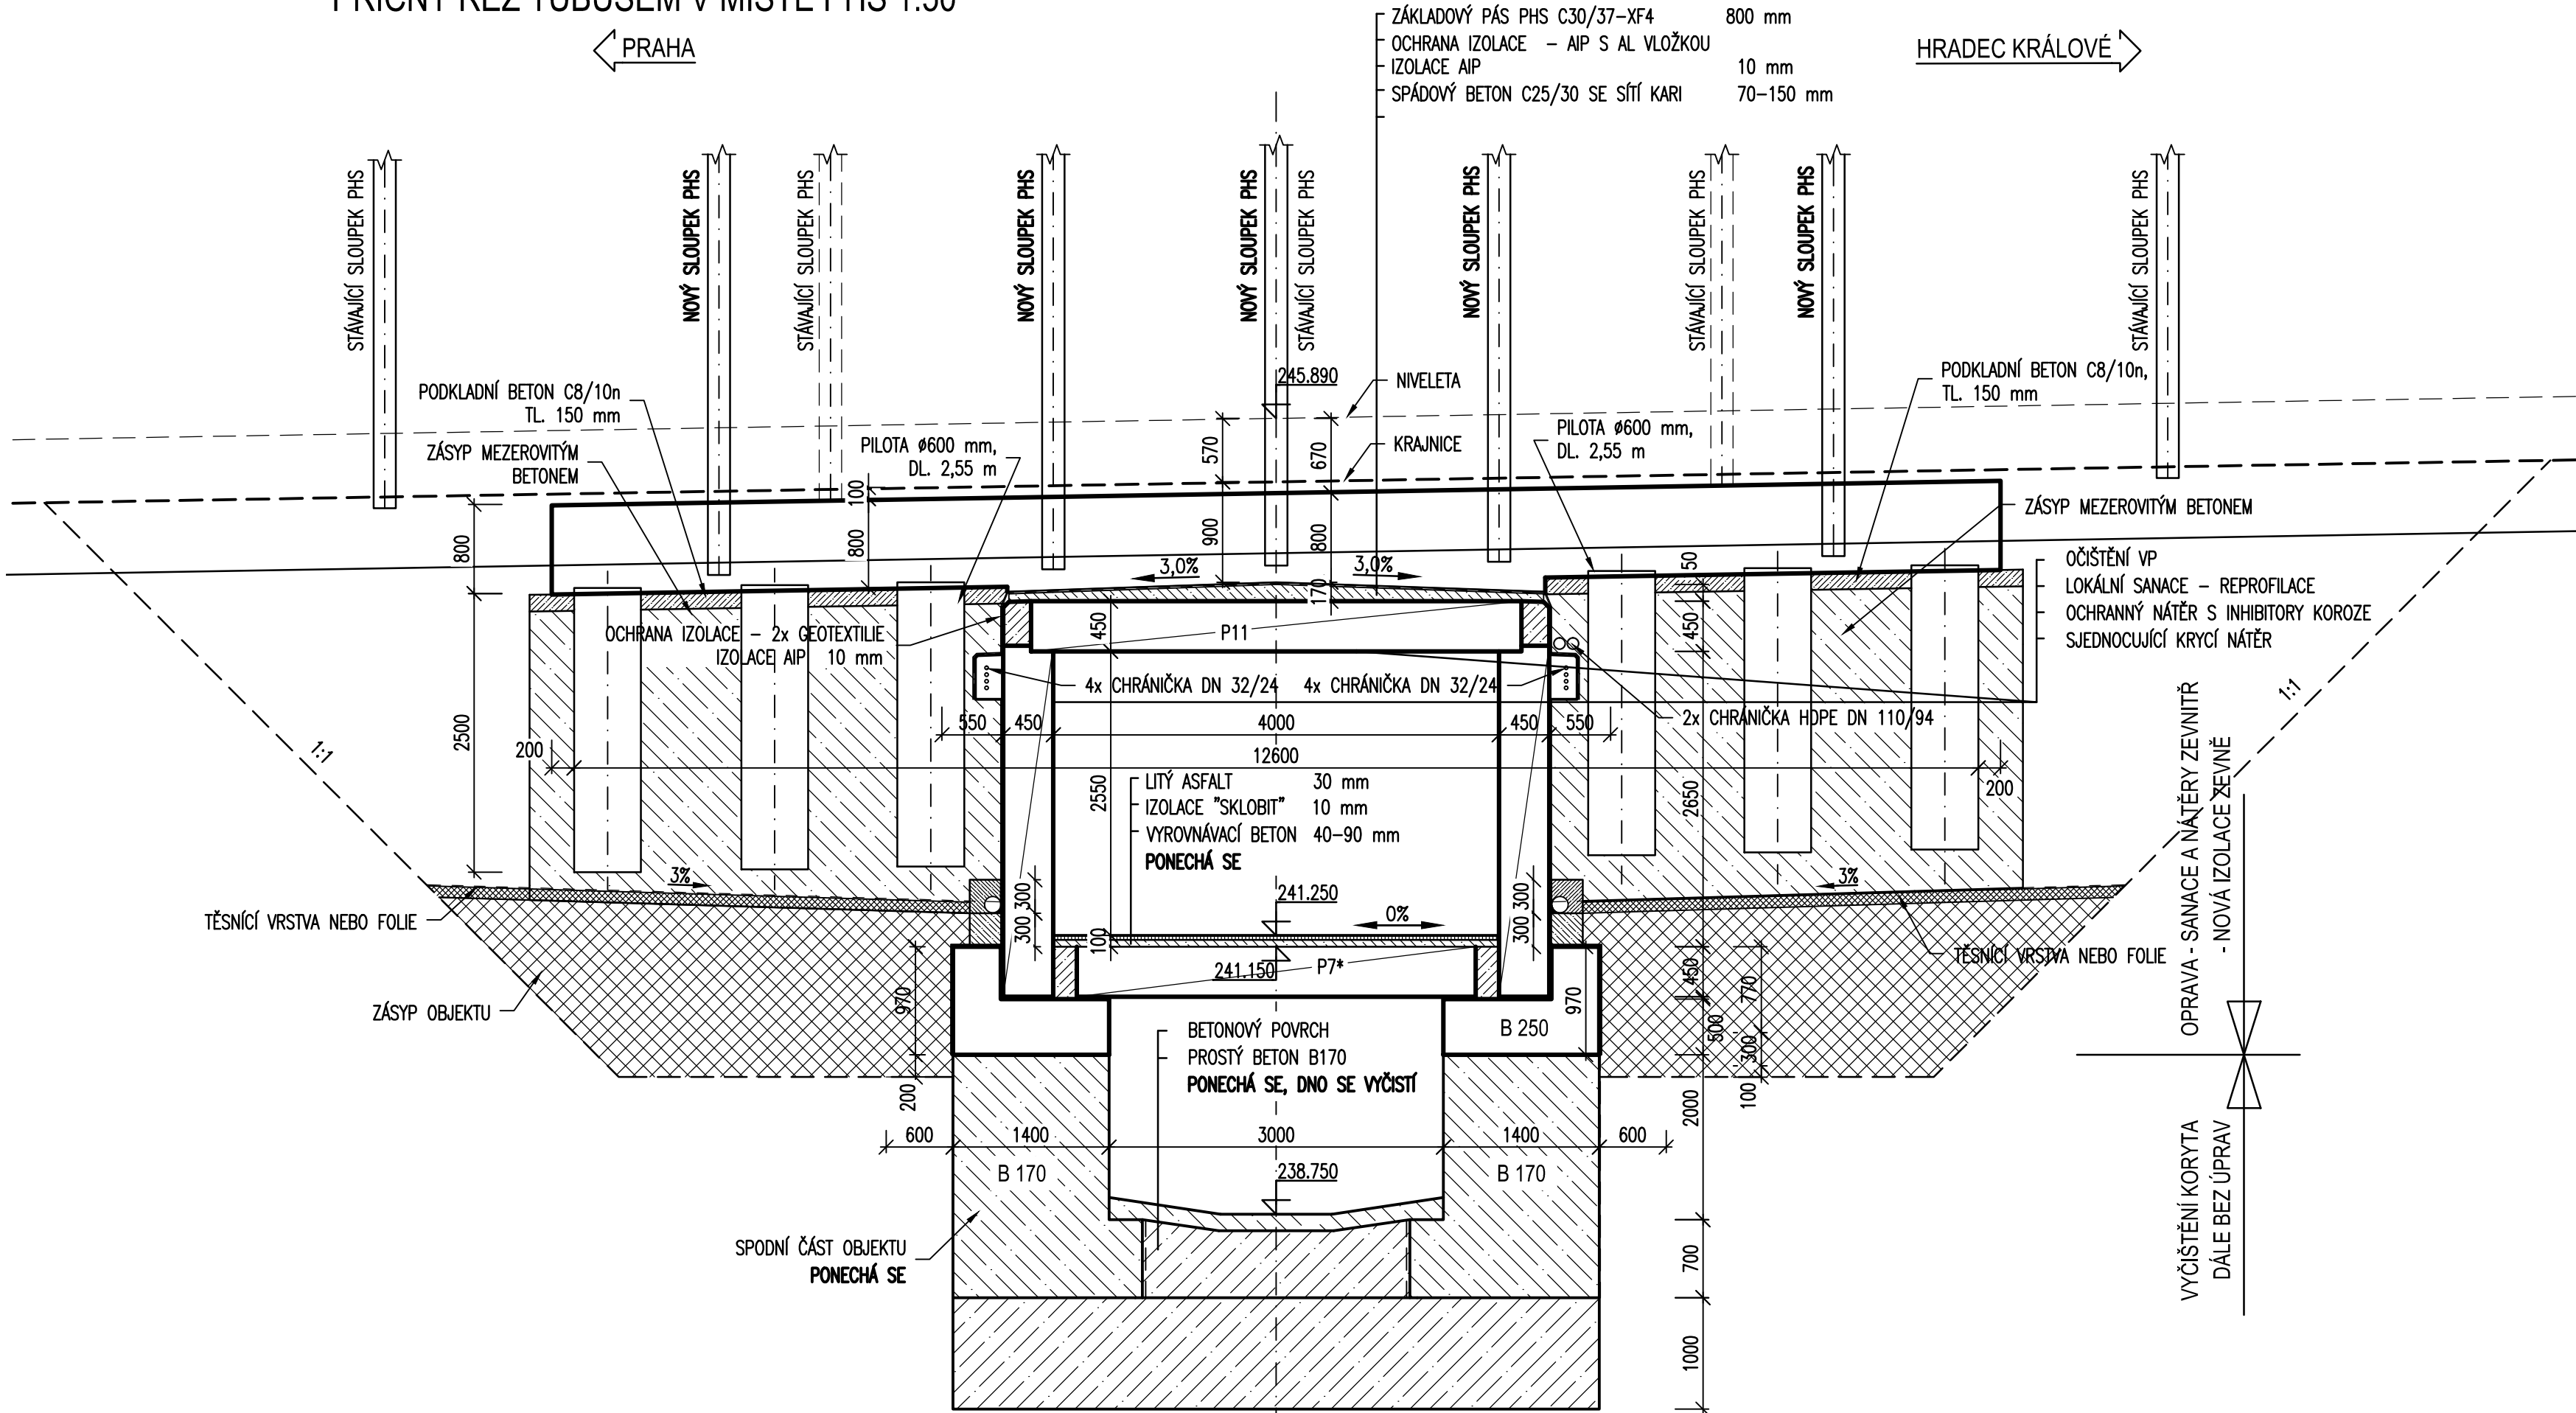 PŘÍČNÝ ŘEZ TUBUSEM V MÍSTĚ PHS 1:50
PRAHA
HRADEC KRÁLOVÉ
ZÁKLADOVÝ PÁS PHS C30/37-XF4 800 mm
OCHRANA IZOLACE - AIP S AL VLOŽKOU
IZOLACE AIP 10 mm
SPÁDOVÝ BETON C25/30 SE SÍTÍ KARI 70-150 mm
STÁVAJÍCÍ SLOUPEK PHS
NOVÝ SLOUPEK PHS
STÁVAJÍCÍ SLOUPEK PHS
NOVÝ SLOUPEK PHS
NOVÝ SLOUPEK PHS
STÁVAJÍCÍ SLOUPEK PHS
NOVÝ SLOUPEK PHS
STÁVAJÍCÍ SLOUPEK PHS
NOVÝ SLOUPEK PHS
STÁVAJÍCÍ SLOUPEK PHS
PODKLADNÍ BETON C8/10n
TL. 150 mm
ZÁSYP MEZEROVITÝM
BETONEM
PILOTA ø600 mm,
DL. 2,55 m
245.890
NIVELETA
KRAJNICE
PILOTA ø600 mm,
DL. 2,55 m
PODKLADNÍ BETON C8/10n,
TL. 150 mm
ZÁSYP MEZEROVITÝM BETONEM
570
670
100
800
800
900
800
170
50
3,0%
3,0%
OČIŠTĚNÍ VP
LOKÁLNÍ SANACE - REPROFILACE
OCHRANNÝ NÁTĚR S INHIBITORY KOROZE
SJEDNOCUJÍCÍ KRYCÍ NÁTĚR
OCHRANA IZOLACE - 2x GEOTEXTILIE
IZOLACE AIP 10 mm
450
P11
450
4x CHRÁNIČKA DN 32/24
4x CHRÁNIČKA DN 32/24
2x CHRÁNIČKA HDPE DN 110/94
550
450
4000
450
550
2500
200
12600
200
1:1
1:1
2550
2650
LITÝ ASFALT 30 mm
IZOLACE "SKLOBIT" 10 mm
VYROVNÁVACÍ BETON 40-90 mm
PONECHÁ SE
3%
3%
241.250
0%
300
300
300
300
100
TĚSNÍCÍ VRSTVA NEBO FOLIE
TĚSNÍCÍ VRSTVA NEBO FOLIE
241.150
P7*
ZÁSYP OBJEKTU
970
970
450
770
500
300
100
200
B 250
BETONOVÝ POVRCH
PROSTÝ BETON B170
PONECHÁ SE, DNO SE VYČISTÍ
2000
600
1400
3000
1400
600
B 170
238.750
B 170
SPODNÍ ČÁST OBJEKTU
PONECHÁ SE
700
1000
OPRAVA - SANACE A NÁTĚRY ZEVNITŘ
- NOVÁ IZOLACE ZEVNĚ
VYČIŠTĚNÍ KORYTA
DÁLE BEZ ÚPRAV